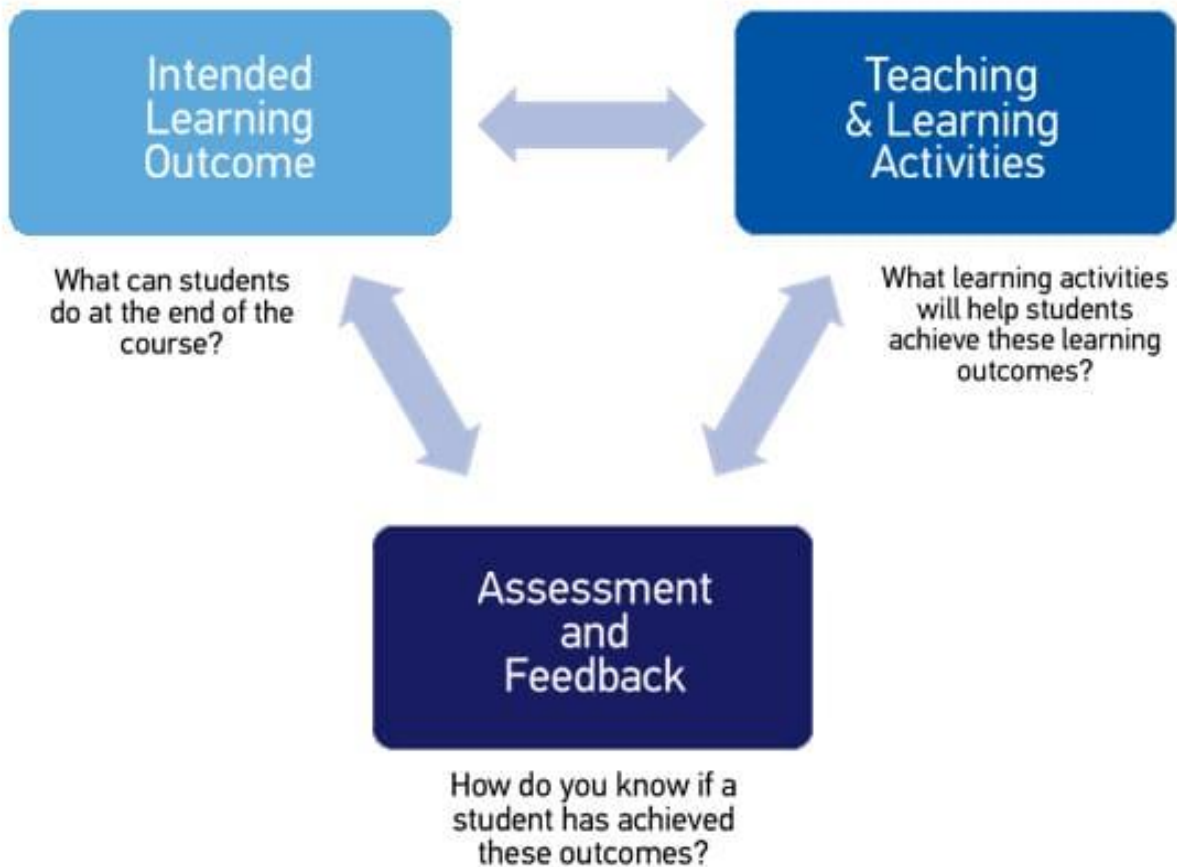 Intended
Learning
Outcome
What can students
do at the end of the
course?
Teaching
& Learning
Activities
What learning activities
will help students
achieve these learning
outcomes?
Assessment
and
Feedback
How do you know if a
student has achieved
these outcomes?